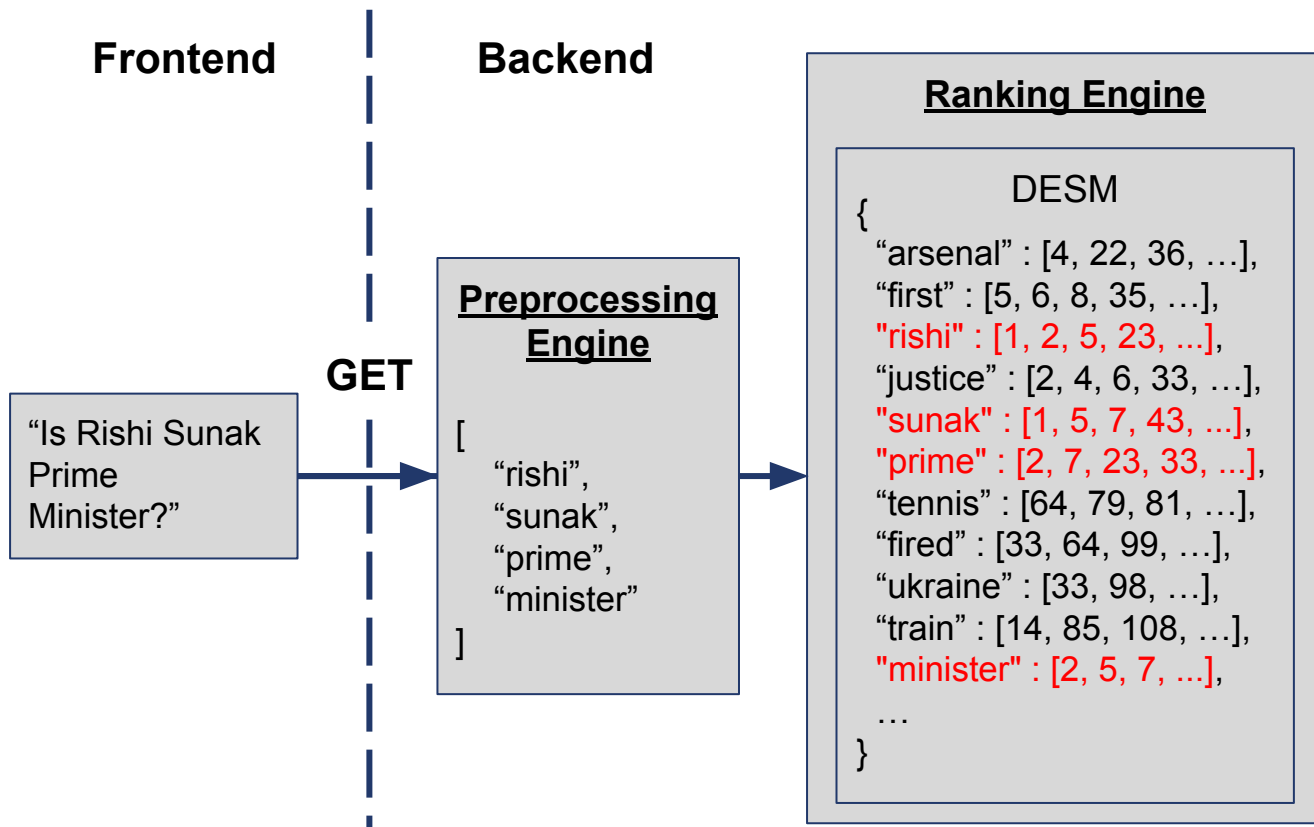 Frontend
Backend
GET
“Is Rishi Sunak
Prime
Minister?”
Preprocessing
Engine
[
“rishi”,
“sunak”,
“prime”,
“minister”
]
Ranking Engine
DESM
{
“arsenal” : [4, 22, 36, …],
“first” : [5, 6, 8, 35, …],
"rishi" : [1, 2, 5, 23, ...],
“justice” : [2, 4, 6, 33, …],
"sunak" : [1, 5, 7, 43, ...],
"prime" : [2, 7, 23, 33, ...],
“tennis” : [64, 79, 81, …],
“fired” : [33, 64, 99, …],
“ukraine” : [33, 98, …],
“train” : [14, 85, 108, …],
"minister" : [2, 5, 7, ...],
…
}